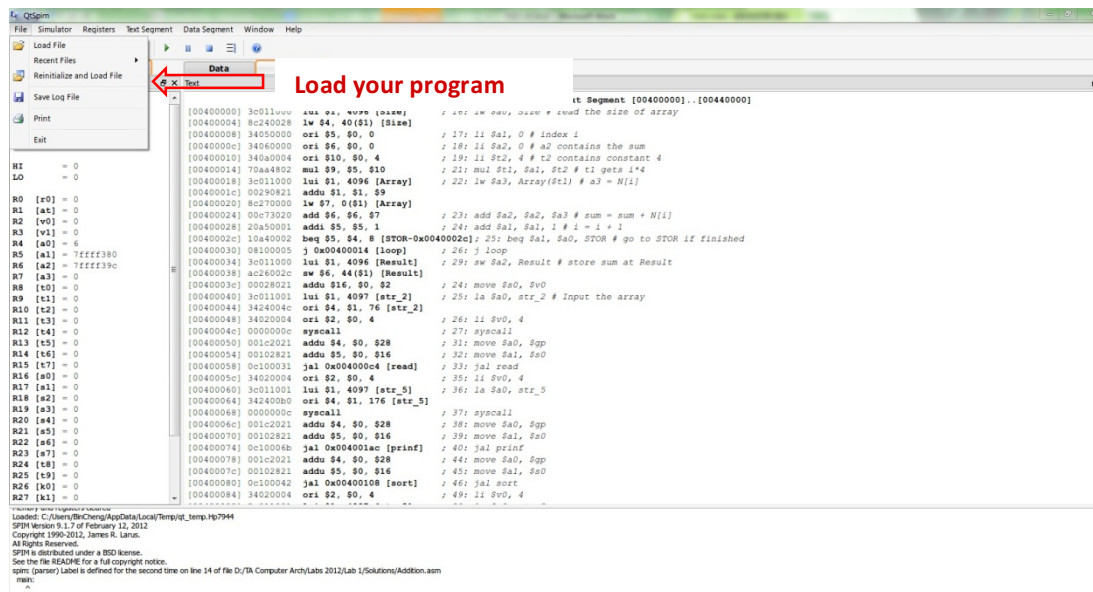 QtSpim
File Simulator Registers Text Segment Data Segment Window Help
Load File
Recent Files
Reinitialize and Load File
Save Log File
Print
Exit
Data
Text
Load your program
t Segment [00400000]..[00440000]
[00400000] 3c011000 lui $1, 4096 [Size] ; 16: lw $a0, Size # read the size of array
[00400004] 8c240028 lw $4, 40($1) [Size]
[00400008] 34050000 ori $5, $0, 0 ; 17: li $a1, 0 # index i
[0040000c] 34060000 ori $6, $0, 0 ; 18: li $a2, 0 # a2 contains the sum
[00400010] 340a0004 ori $10, $0, 4 ; 19: li $t2, 4 # t2 contains constant 4
[00400014] 70aa4802 mul $9, $5, $10 ; 21: mul $t1, $a1, $t2 # t1 gets i*4
[00400018] 3c011000 lui $1, 4096 [Array] ; 22: lw $a3, Array($t1) # a3 = N[i]
[0040001c] 00290821 addu $1, $1, $9
[00400020] 8c270000 lw $7, 0($1) [Array]
[00400024] 00c73020 add $6, $6, $7 ; 23: add $a2, $a2, $a3 # sum = sum + N[i]
[00400028] 20a50001 addi $5, $5, 1 ; 24: add $a1, $a1, 1 # i = i + 1
[0040002c] 10a40002 beq $5, $4, 8 [STOR-0x0040002c]; 25: beq $a1, $a0, STOR # go to STOR if finished
[00400030] 08100005 j 0x00400014 [loop] ; 26: j loop
[00400034] 3c011000 lui $1, 4096 [Result] ; 29: sw $a2, Result # store sum at Result
[00400038] ac26002c sw $6, 44($1) [Result]
[0040003c] 00028021 addu $16, $0, $2 ; 24: move $s0, $v0
[00400040] 3c011001 lui $1, 4097 [str_2] ; 25: la $a0, str_2 # Input the array
[00400044] 3424004c ori $4, $1, 76 [str_2]
[00400048] 34020004 ori $2, $0, 4 ; 26: li $v0, 4
[0040004c] 0000000c syscall ; 27: syscall
[00400050] 001c2021 addu $4, $0, $28 ; 31: move $a0, $gp
[00400054] 00102821 addu $5, $0, $16 ; 32: move $a1, $s0
[00400058] 0c100031 jal 0x004000c4 [read] ; 33: jal read
[0040005c] 34020004 ori $2, $0, 4 ; 35: li $v0, 4
[00400060] 3c011001 lui $1, 4097 [str_5] ; 36: la $a0, str_5
[00400064] 342400b0 ori $4, $1, 176 [str_5]
[00400068] 0000000c syscall ; 37: syscall
[0040006c] 001c2021 addu $4, $0, $28 ; 38: move $a0, $gp
[00400070] 00102821 addu $5, $0, $16 ; 39: move $a1, $s0
[00400074] 0c10006b jal 0x004001ac [prinf] ; 40: jal prinf
[00400078] 001c2021 addu $4, $0, $28 ; 44: move $a0, $gp
[0040007c] 00102821 addu $5, $0, $16 ; 45: move $a1, $s0
[00400080] 0c100042 jal 0x00400108 [sort] ; 46: jal sort
[00400084] 34020004 ori $2, $0, 4 ; 49: li $v0, 4
HI = 0
LO = 0
R0 [r0] = 0
R1 [at] = 0
R2 [v0] = 0
R3 [v1] = 0
R4 [a0] = 6
R5 [a1] = 7ffff380
R6 [a2] = 7ffff39c
R7 [a3] = 0
R8 [t0] = 0
R9 [t1] = 0
R10 [t2] = 0
R11 [t3] = 0
R12 [t4] = 0
R13 [t5] = 0
R14 [t6] = 0
R15 [t7] = 0
R16 [s0] = 0
R17 [s1] = 0
R18 [s2] = 0
R19 [s3] = 0
R20 [s4] = 0
R21 [s5] = 0
R22 [s6] = 0
R23 [s7] = 0
R24 [t8] = 0
R25 [t9] = 0
R26 [k0] = 0
R27 [k1] = 0
Memory and registers cleared
Loaded: C:/Users/BinCheng/AppData/Local/Temp/qt_temp.Hp7944
SPIM Version 9.1.7 of February 12, 2012
Copyright 1990-2012, James R. Larus.
All Rights Reserved.
SPIM is distributed under a BSD license.
See the file README for a full copyright notice.
spim: (parser) Label is defined for the second time on line 14 of file D:/TA Computer Arch/Labs 2012/Lab 1/Solutions/Addition.asm
main:
^